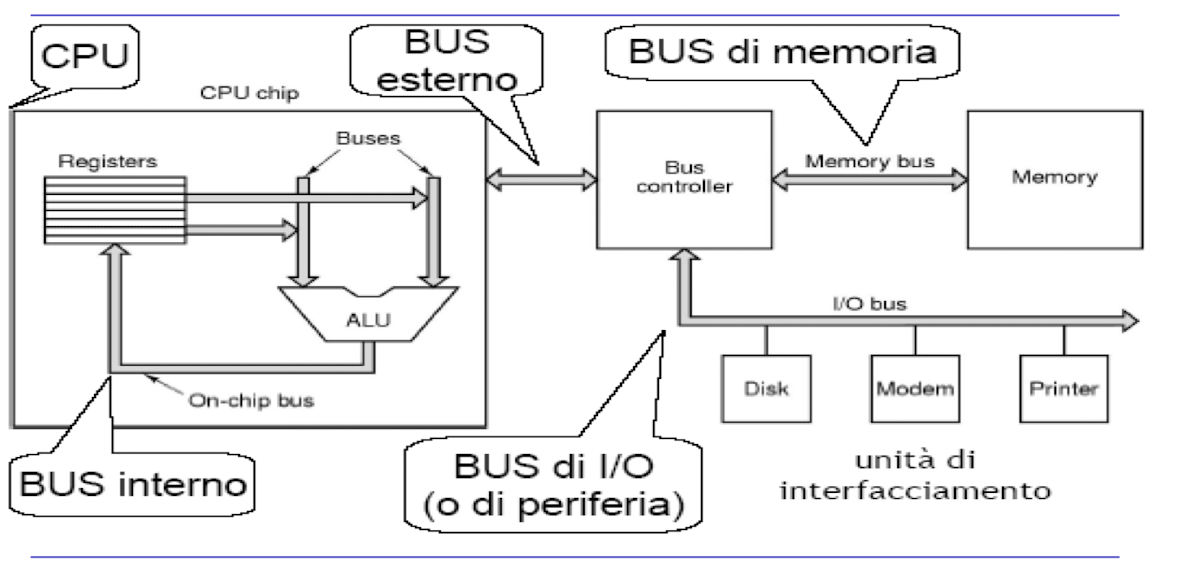 CPU
BUS
esterno
BUS di memoria
CPU chip
Buses
Registers
Bus
controller
Memory bus
Memory
ALU
I/O bus
On-chip bus
Disk
Modem
Printer
BUS interno
BUS di I/O
(o di periferia)
unità di
interfacciamento